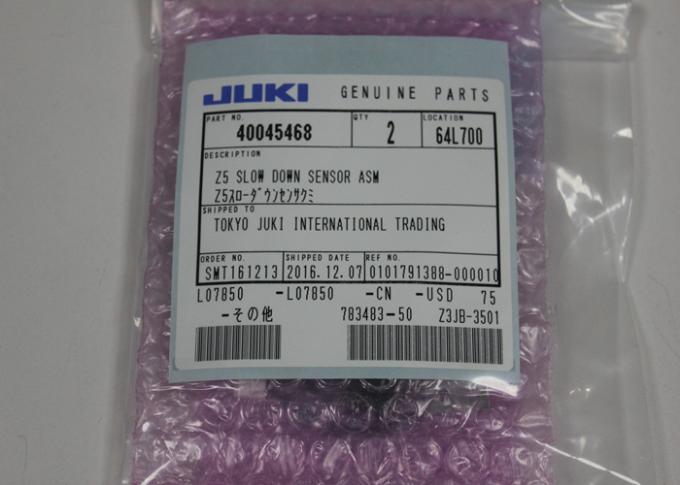 JUKI GENUINE PARTS
PART NO. QTY LOCATION
40045468 2 64L700
DESCRIPTION
Z5 SLOW DOWN SENSOR ASM
Z5スローダウンセンサクミ
SHIPPED TO
TOKYO JUKI INTERNATIONAL TRADING
ORDER NO. SHIPPED DATE REF NO.
SMT161213 2016.12.07 0101791388-000010
L07850 -L07850 -CN -USD 75
-その他 783483-50 Z3JB-3501